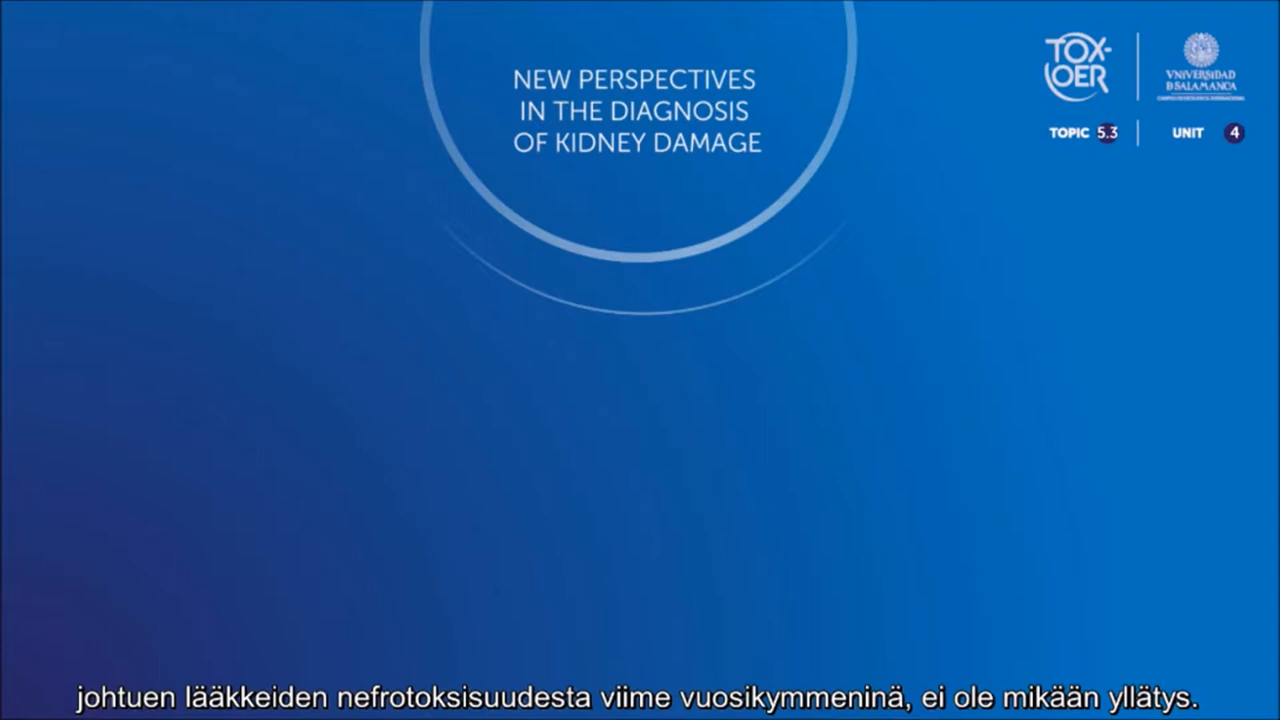 NEW PERSPECTIVES
IN THE DIAGNOSIS
OF KIDNEY DAMAGE
TOX-
OER
VNIVERSIDAD
D SALAMANCA
TOPIC 5.3
UNIT 4
johtuen lääkkeiden nefrotoksisuudesta viime vuosikymmeninä, ei ole mikään yllätys.